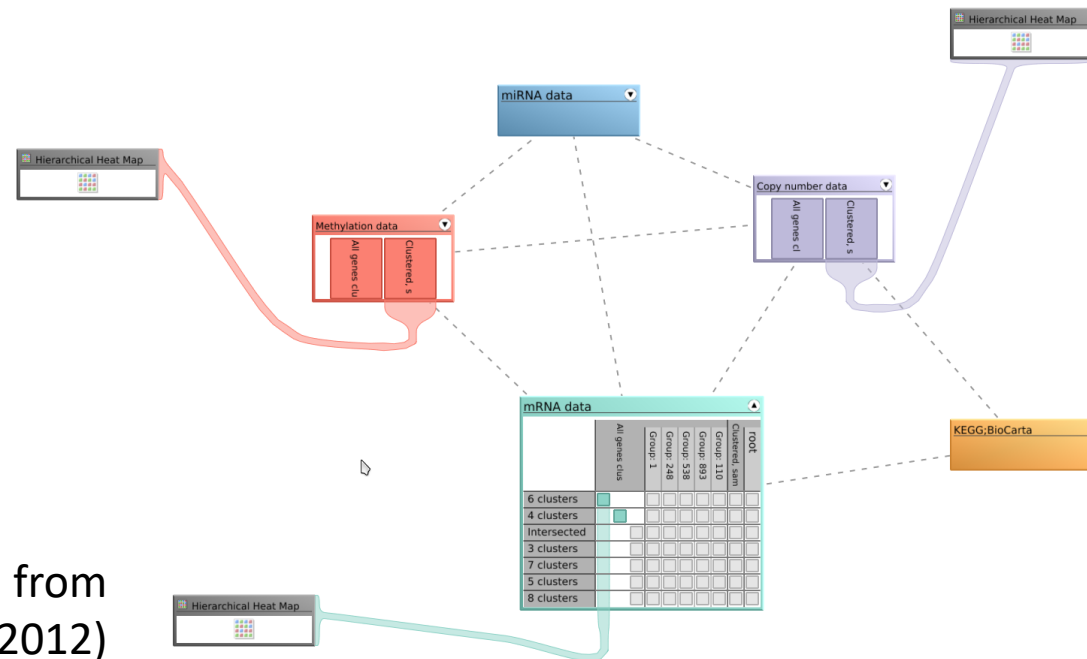 Hierarchical Heat Map
miRNA data
Hierarchical Heat Map
Copy number data
All genes cl
Clustered, s
Methylation data
All genes clu
Clustered, s
mRNA data
All genes clus
Group: 1
Group: 248
Group: 538
Group: 893
Group: 110
Clustered, sam
root
6 clusters
4 clusters
Intersected
3 clusters
7 clusters
5 clusters
8 clusters
KEGG;BioCarta
from
2012)
Hierarchical Heat Map